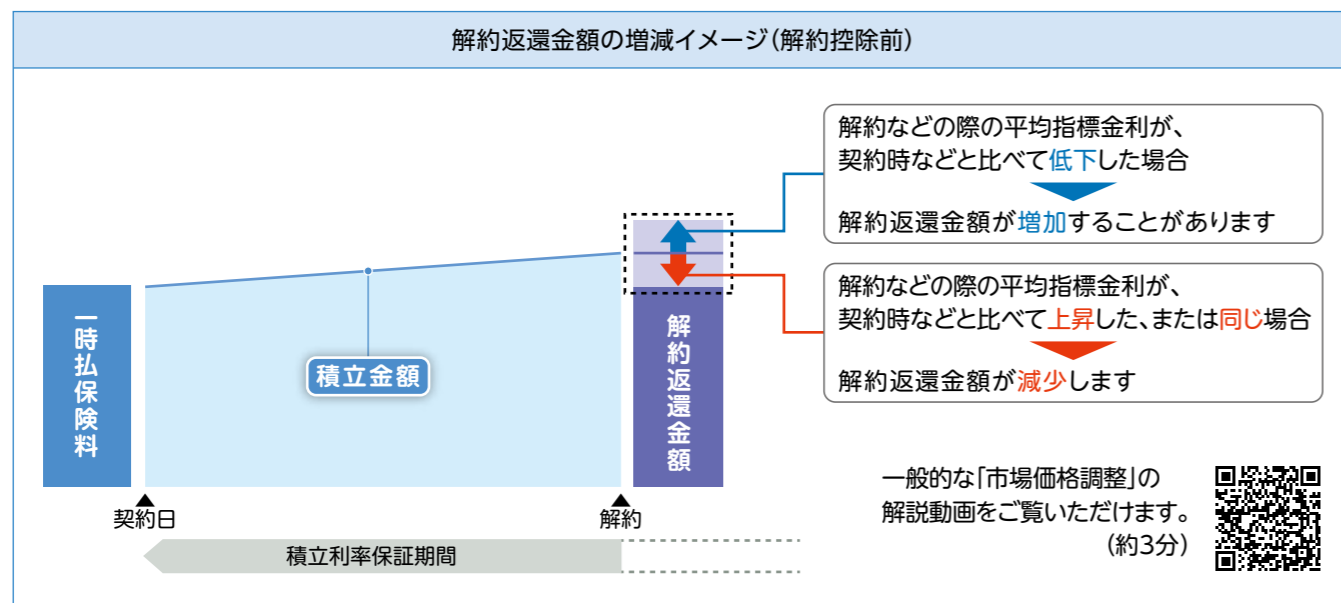 解約返還金額の増減イメージ(解約控除前)
解約などの際の平均指標金利が、
契約時などと比べて低下した場合
解約返還金額が増加することがあります
解約などの際の平均指標金利が、
契約時などと比べて上昇した、または同じ場合
解約返還金額が減少します
一時払保険料
積立金額
解約返還金額
契約日
解約
積立利率保証期間
一般的な「市場価格調整」の
解説動画をご覧いただけます。
(約3分)